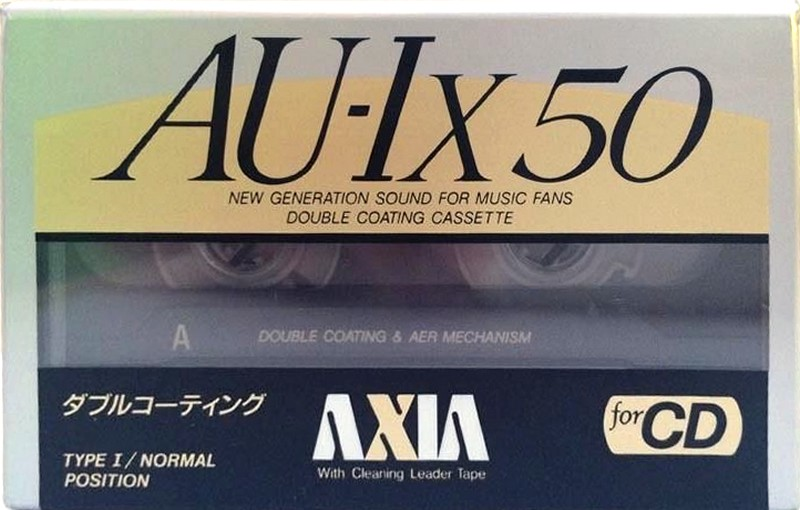 AU-Ix 50
NEW GENERATION SOUND FOR MUSIC FANS
DOUBLE COATING CASSETTE
A
DOUBLE COATING & AER MECHANISM
ダブルコーティング
AXIA
for CD
With Cleaning Leader Tape
TYPE I / NORMAL
POSITION